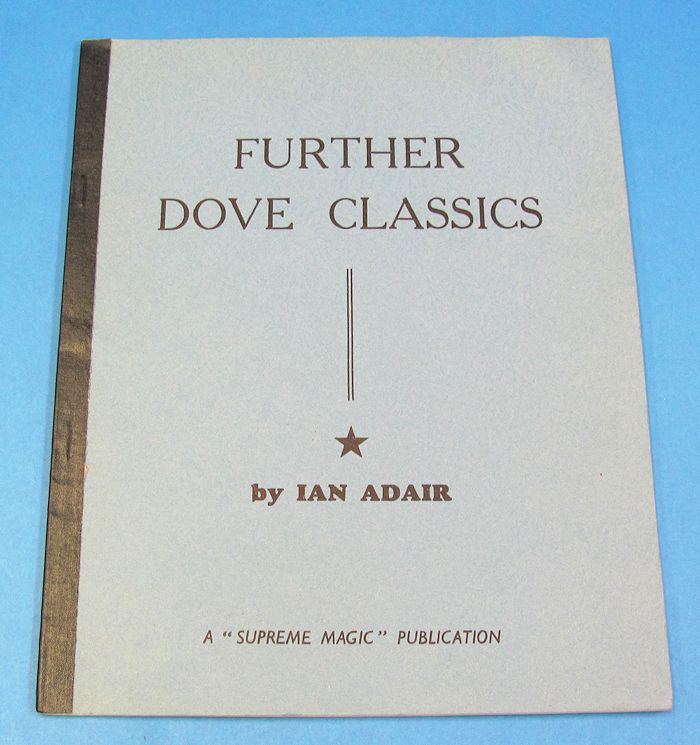 FURTHER
DOVE CLASSICS
by IAN ADAIR
A "SUPREME MAGIC" PUBLICATION